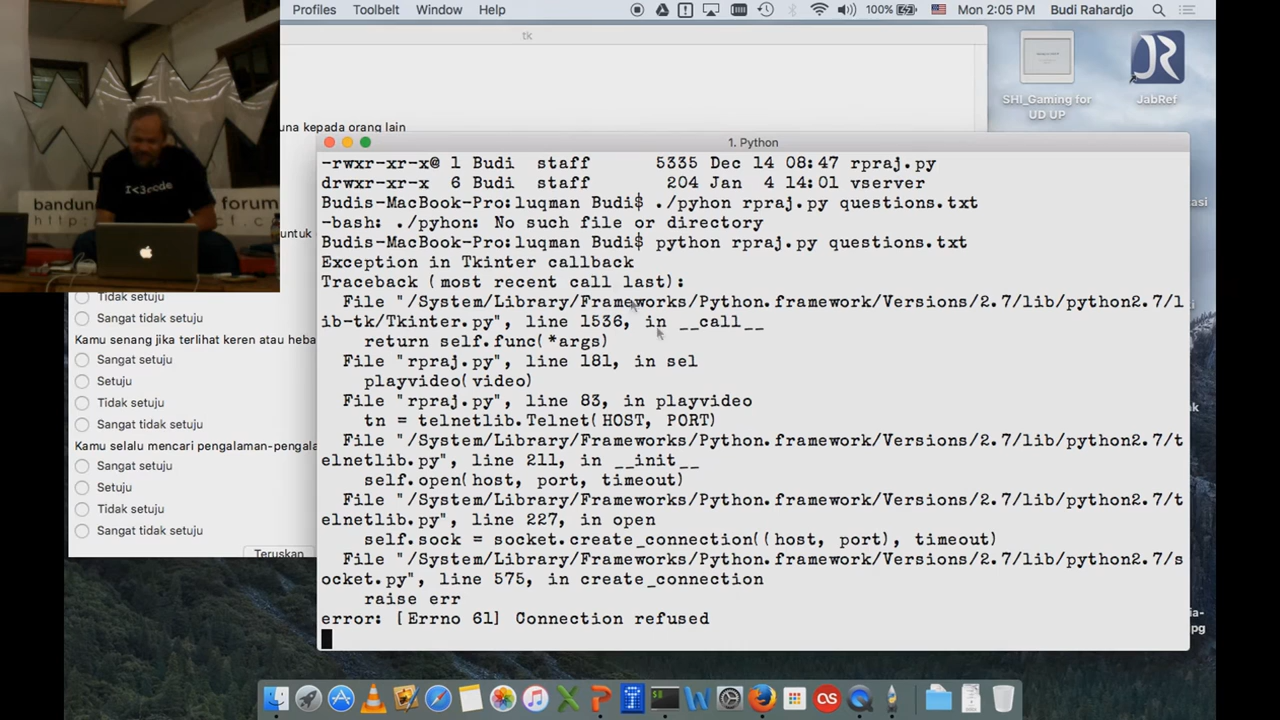 Profiles Toolbelt Window Help 100% Mon 2:05 PM Budi Rahardjo
tk
SHI_Gaming for
UD UP
JabRef
una kepada orang lain
1. Python
-rwxr-xr-x@ 1 Budi staff 5335 Dec 14 08:47 rpraj.py
drwxr-xr-x 6 Budi staff 204 Jan 4 14:01 vserver
Budis-MacBook-Pro:luqman Budi$ ./pyhon rpraj.py questions.txt
-bash: ./pyhon: No such file or directory
Budis-MacBook-Pro:luqman Budi$ python rpraj.py questions.txt
Exception in Tkinter callback
Traceback (most recent call last):
File "/System/Library/Frameworks/Python.framework/Versions/2.7/lib/python2.7/l
ib-tk/Tkinter.py", line 1536, in __call__
return self.func(*args)
File "rpraj.py", line 181, in sel
playvideo(video)
File "rpraj.py", line 83, in playvideo
tn = telnetlib.Telnet(HOST, PORT)
File "/System/Library/Frameworks/Python.framework/Versions/2.7/lib/python2.7/t
elnetlib.py", line 211, in __init__
self.open(host, port, timeout)
File "/System/Library/Frameworks/Python.framework/Versions/2.7/lib/python2.7/t
elnetlib.py", line 227, in open
self.sock = socket.create_connection((host, port), timeout)
File "/System/Library/Frameworks/Python.framework/Versions/2.7/lib/python2.7/s
ocket.py", line 575, in create_connection
raise err
error: [Errno 61] Connection refused
I<3code
bandun forum
http:
untuk
Tidak setuju
Sangat tidak setuju
Kamu senang jika terlihat keren atau heba
Sangat setuju
Setuju
Tidak setuju
Sangat tidak setuju
Kamu selalu mencari pengalaman-pengala
Sangat setuju
Setuju
Tidak setuju
Sangat tidak setuju
Teruskan